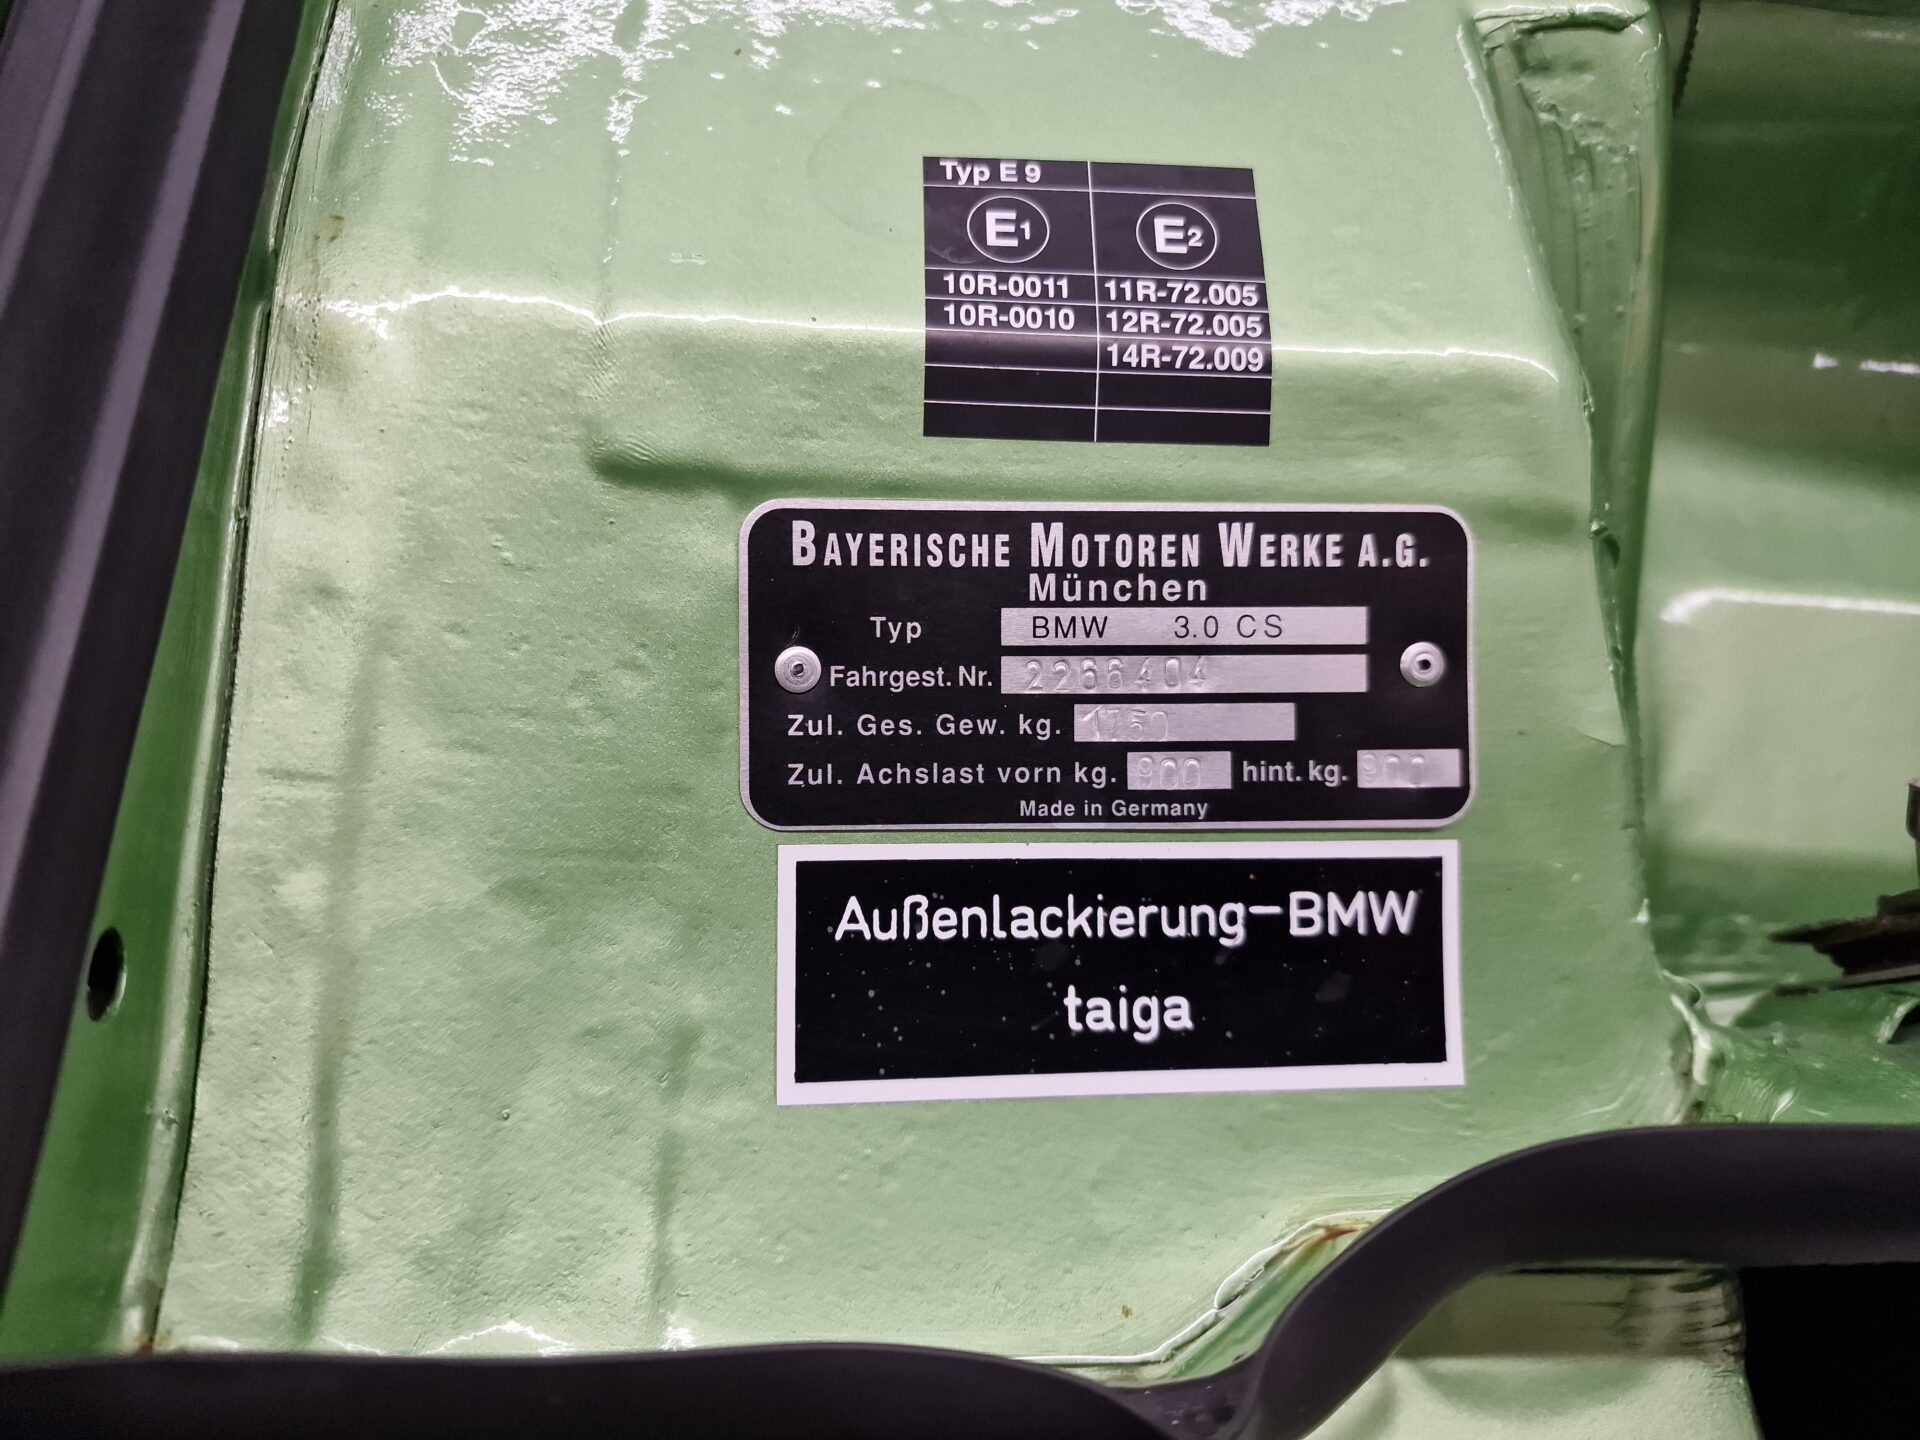 Typ E 9
E1 E2
10R-0011 11R-72.005
10R-0010 12R-72.005
14R-72.009
BAYERISCHE MOTOREN WERKE A.G.
München
Typ BMW 3.0 CS
Fahrgest. Nr. 2266404
Zul. Ges. Gew. kg. 1750
Zul. Achslast vorn kg. 900 hint. kg. 900
Made in Germany
Außenlackierung-BMW
taiga